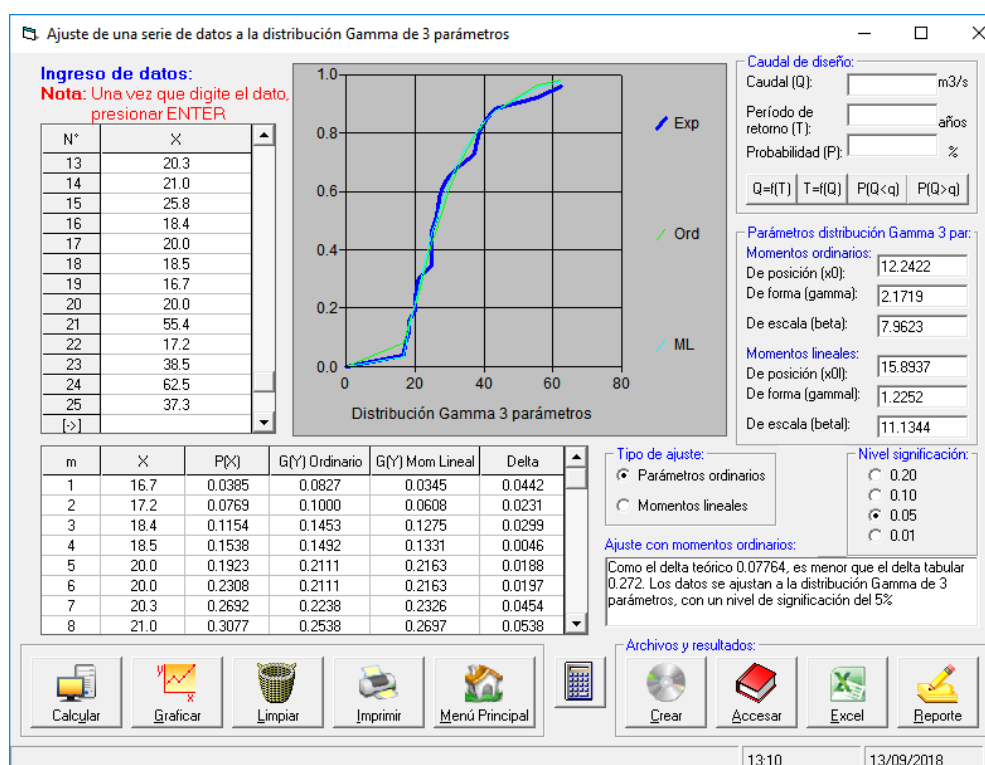 Ajuste de una serie de datos a la distribución Gamma de 3 parámetros
Ingreso de datos:
Nota: Una vez que digite el dato,
presionar ENTER
N° X
13 20.3
14 21.0
15 25.8
16 18.4
17 20.0
18 18.5
19 16.7
20 20.0
21 55.4
22 17.2
23 38.5
24 62.5
25 37.3
[->]
1.0
0.8
0.6
0.4
0.2
0.0
0 20 40 60 80
Distribución Gamma 3 parámetros
Exp
Ord
ML
Caudal de diseño:
Caudal (Q): m3/s
Período de
retorno (T): años
Probabilidad (P): %
Q=f(T) T=f(Q) P(Q<q) P(Q>q)
Parámetros distribución Gamma 3 par:
Momentos ordinarios:
De posición (x0): 12.2422
De forma (gamma): 2.1719
De escala (beta): 7.9623
Momentos lineales:
De posición (x0l): 15.8937
De forma (gammal): 1.2252
De escala (betal): 11.1344
m X P(X) G(Y) Ordinario G(Y) Mom Lineal Delta
1 16.7 0.0385 0.0827 0.0345 0.0442
2 17.2 0.0769 0.1000 0.0608 0.0231
3 18.4 0.1154 0.1453 0.1275 0.0299
4 18.5 0.1538 0.1492 0.1331 0.0046
5 20.0 0.1923 0.2111 0.2163 0.0188
6 20.0 0.2308 0.2111 0.2163 0.0197
7 20.3 0.2692 0.2238 0.2326 0.0454
8 21.0 0.3077 0.2538 0.2697 0.0538
Tipo de ajuste:
Parámetros ordinarios
Momentos lineales
Nivel significación:
0.20
0.10
0.05
0.01
Ajuste con momentos ordinarios:
Como el delta teórico 0.07764, es menor que el delta tabular
0.272. Los datos se ajustan a la distribución Gamma de 3
parámetros, con un nivel de significación del 5%
Calcular Graficar Limpiar Imprimir Menú Principal
Archivos y resultados:
Crear Accesar Excel Reporte
13:10 13/09/2018